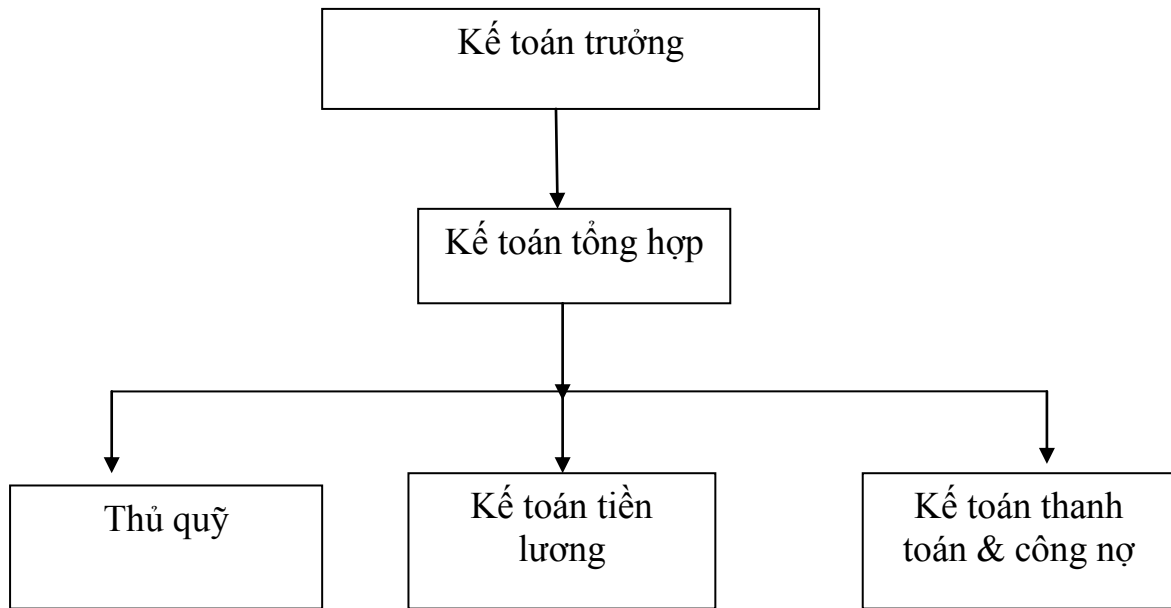 Kế toán trưởng
Kế toán tổng hợp
Thủ quỹ
Kế toán tiền
lương
Kế toán thanh
toán & công nợ